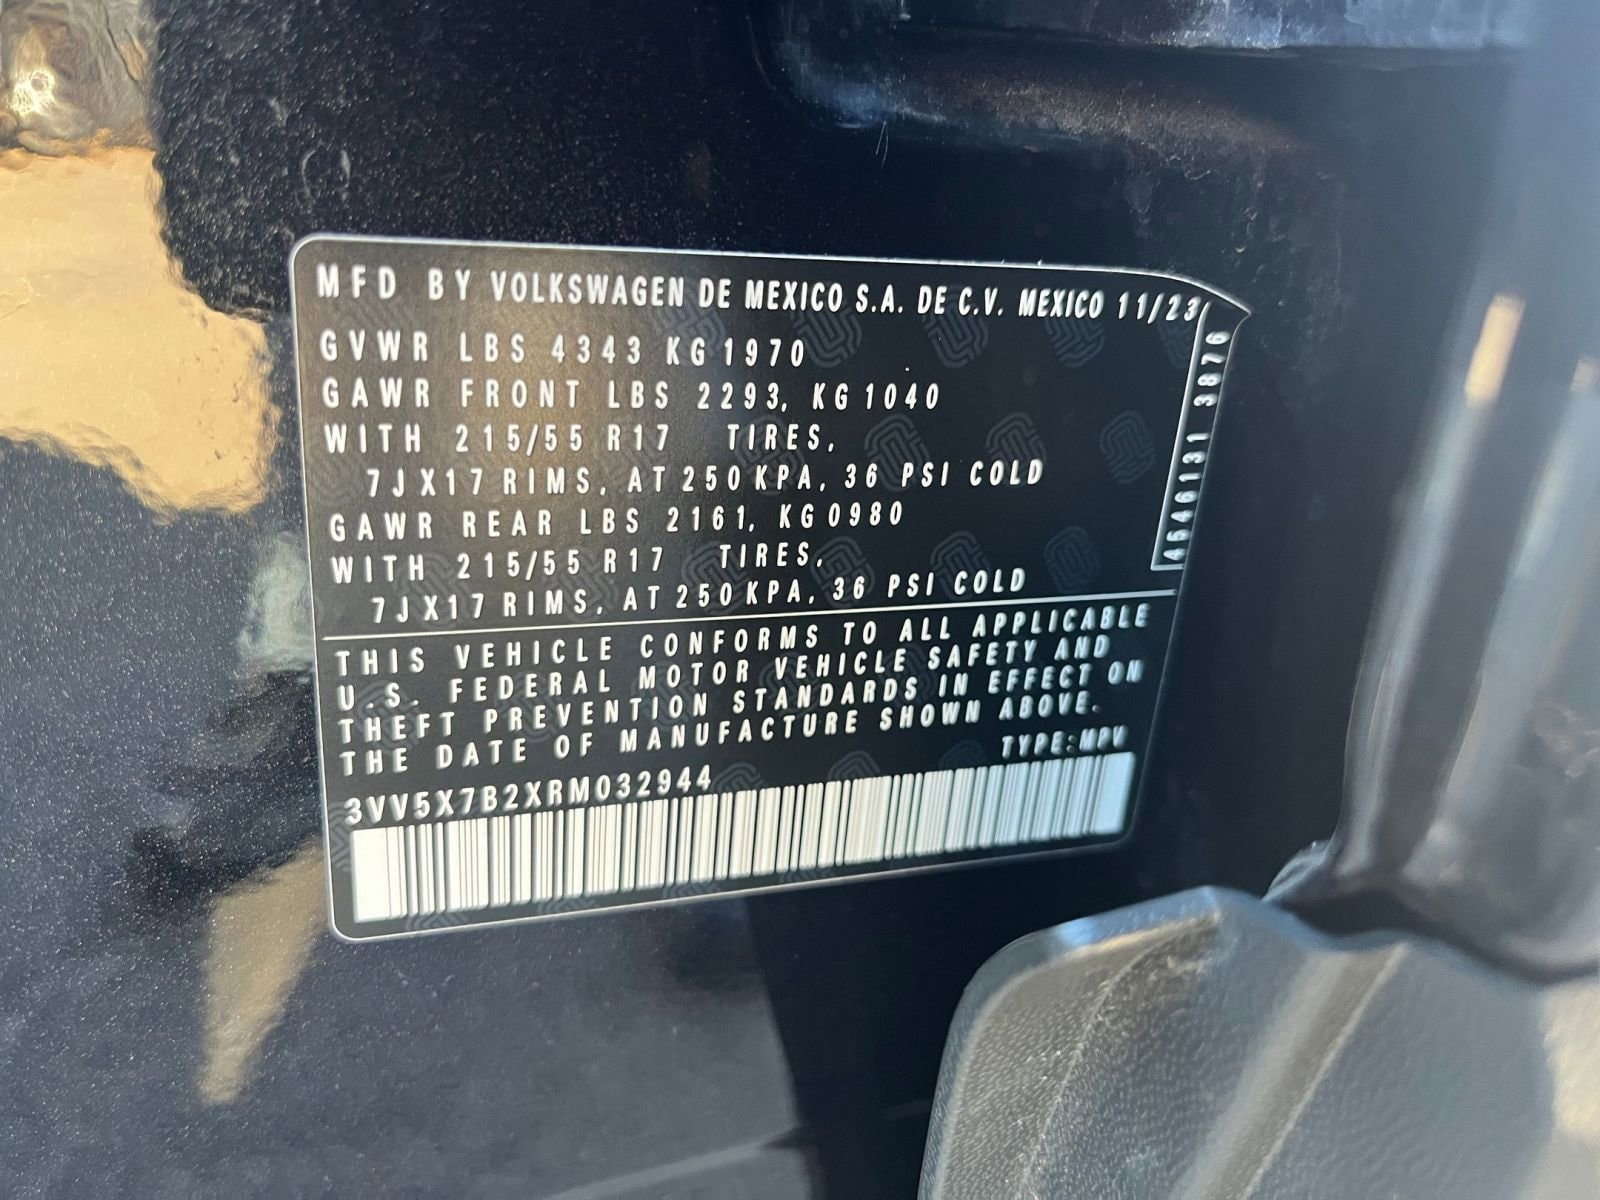 MFD BY VOLKSWAGEN DE MEXICO S.A. DE C.V. MEXICO 11/23
GVWR LBS 4343 KG 1970
GAWR FRONT LBS 2293, KG 1040
WITH 215/55 R17 TIRES,
7JX17 RIMS, AT 250 KPA, 36 PSI COLD
GAWR REAR LBS 2161, KG 0980
WITH 215/55 R17 TIRES,
7JX17 RIMS, AT 250 KPA, 36 PSI COLD
4546131 3876
THIS VEHICLE CONFORMS TO ALL APPLICABLE
U.S. FEDERAL MOTOR VEHICLE SAFETY AND
THEFT PREVENTION STANDARDS IN EFFECT ON
THE DATE OF MANUFACTURE SHOWN ABOVE.
TYPE:MPV
3VV5X7B2XRM032944